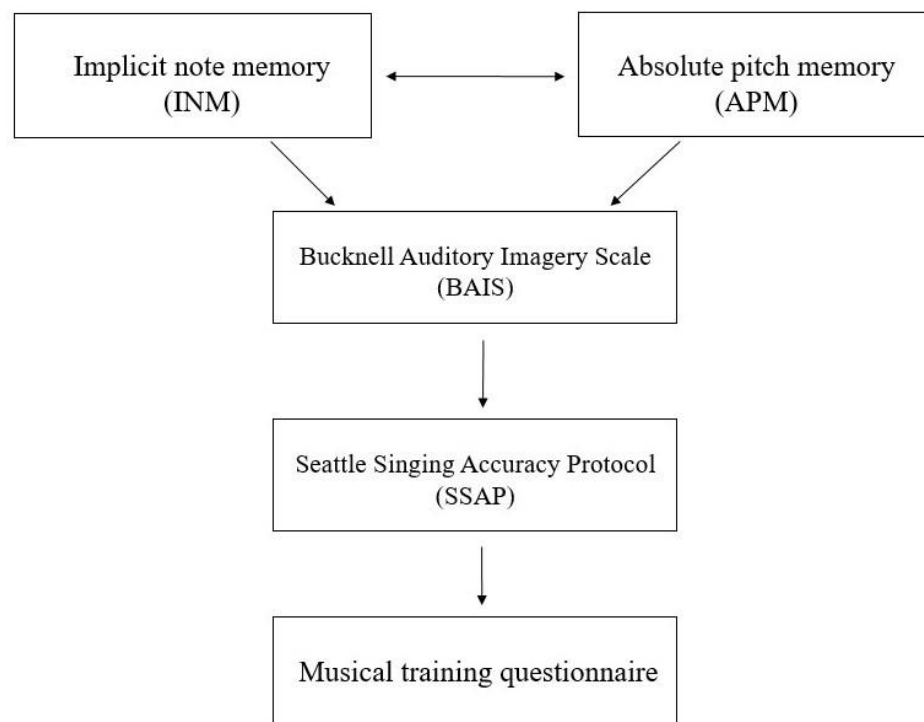 Implicit note memory
(INM)
Absolute pitch memory
(APM)
Bucknell Auditory Imagery Scale
(BAIS)
Seattle Singing Accuracy Protocol
(SSAP)
Musical training questionnaire